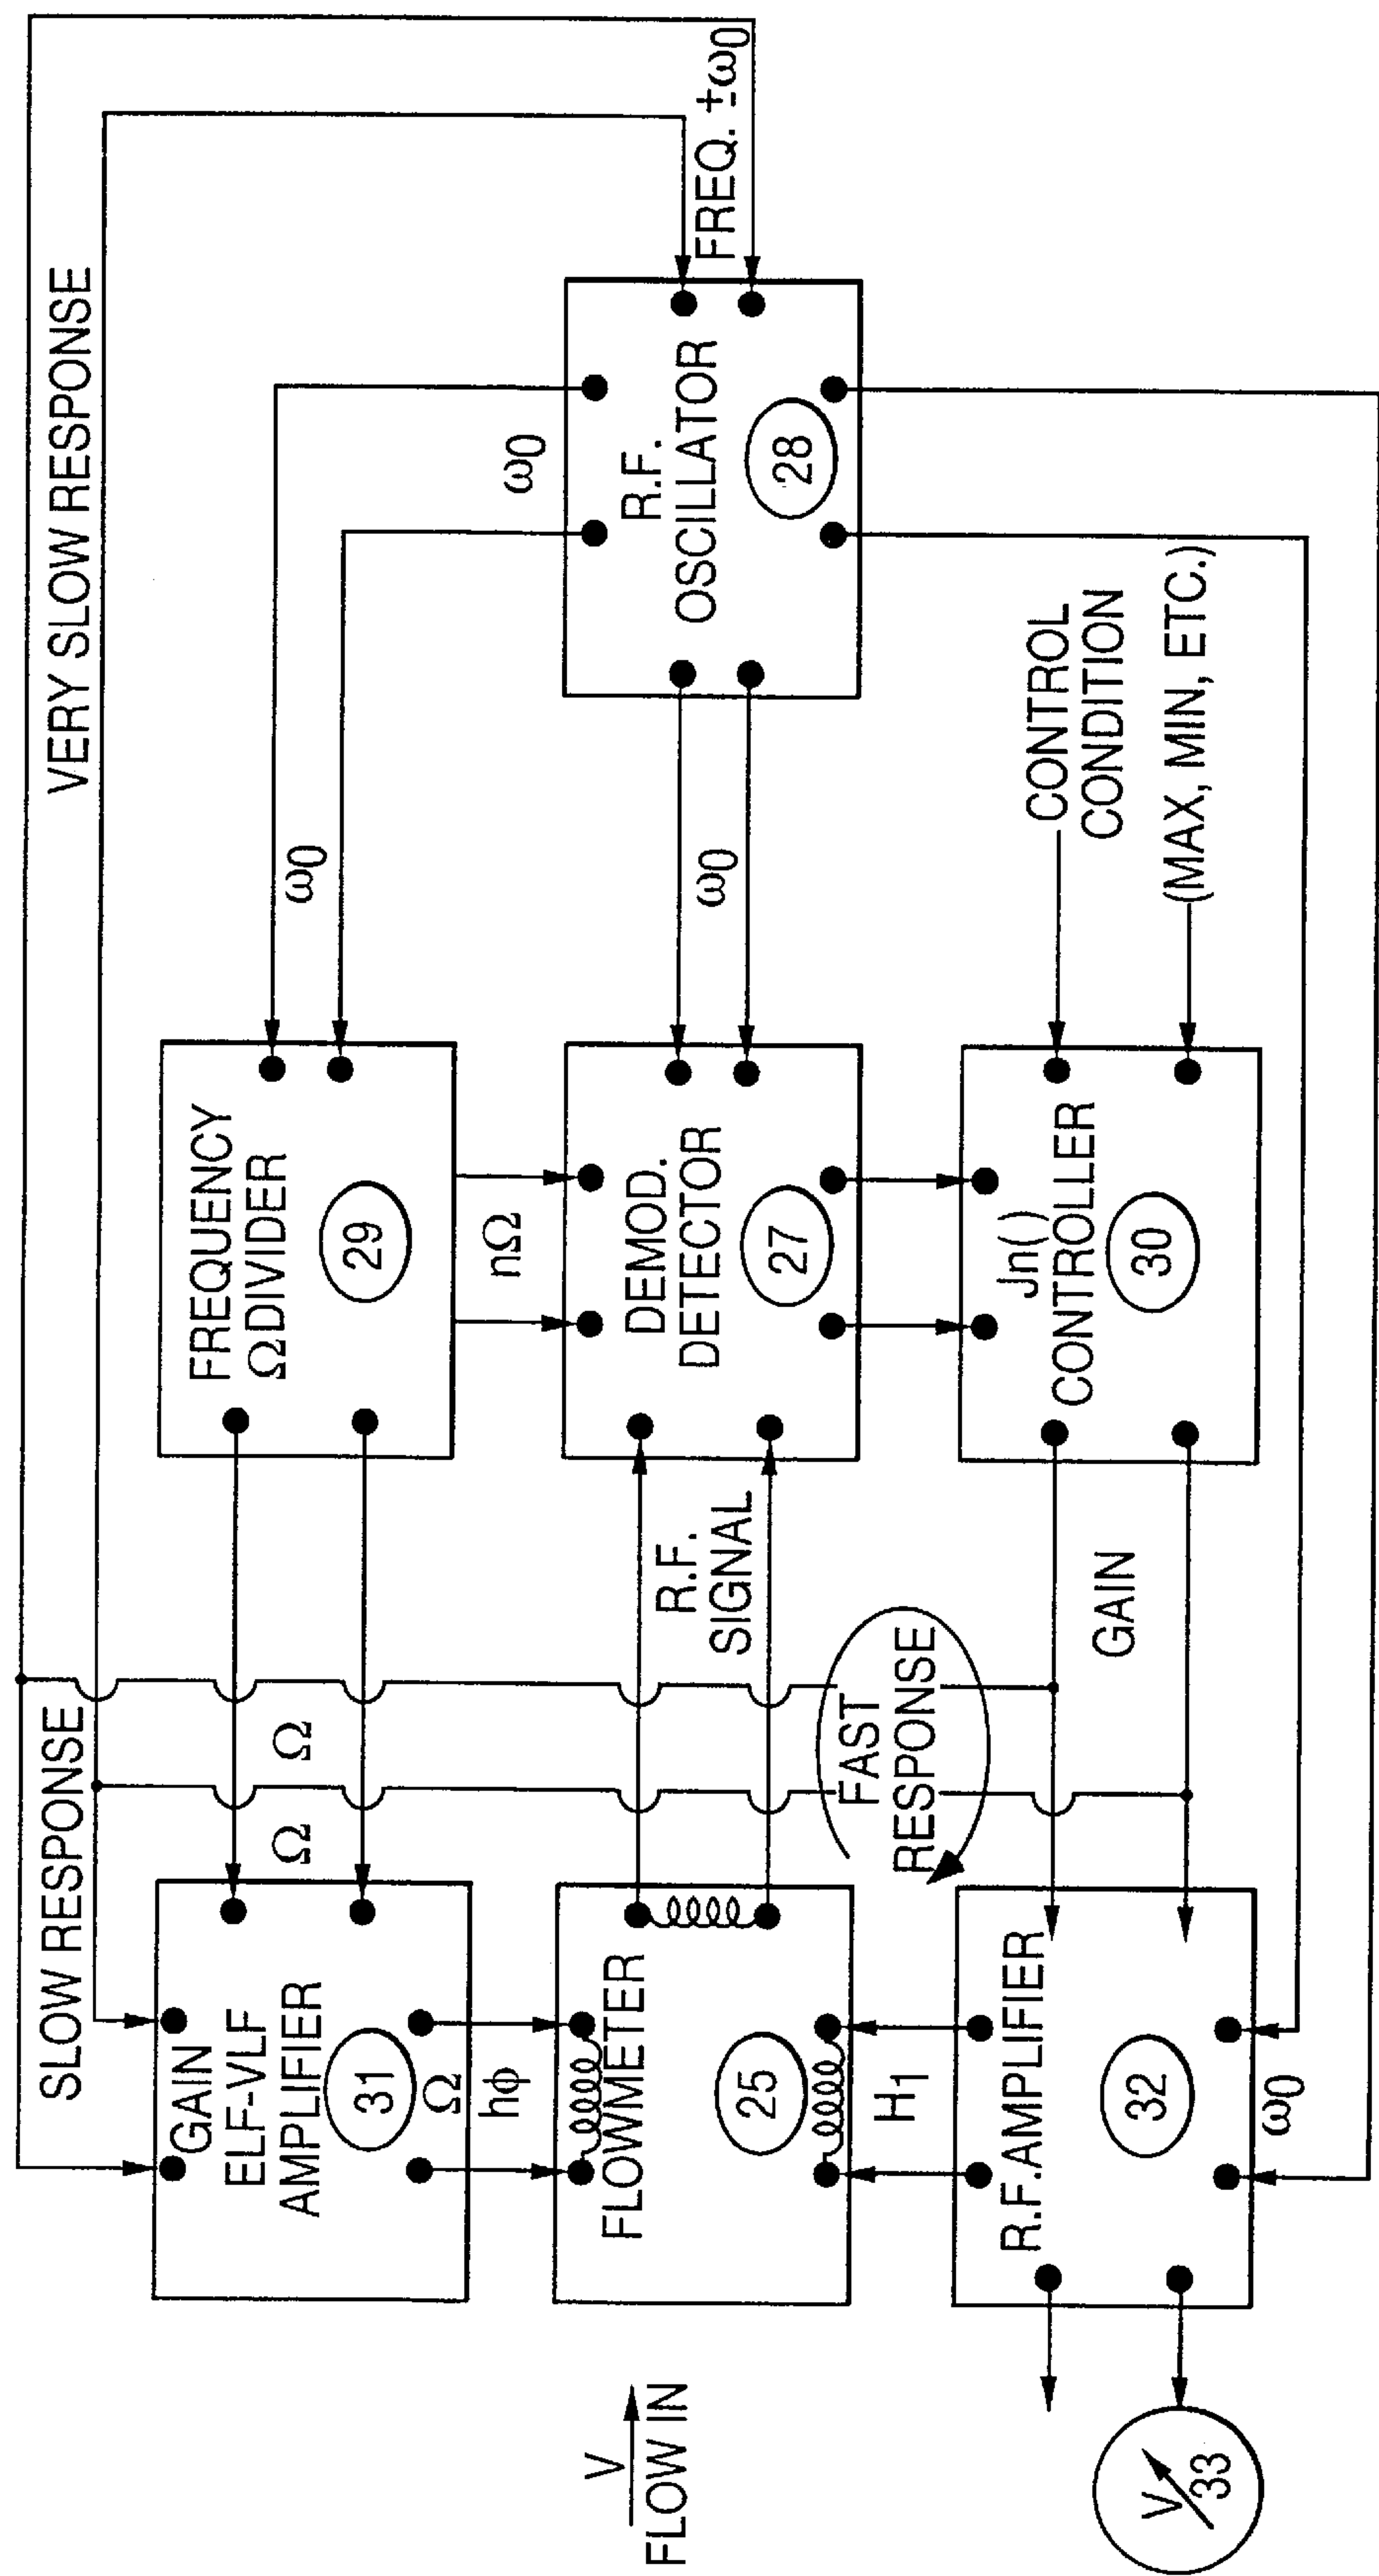 VERY SLOW RESPONSE
SLOW RESPONSE
GAIN
ELF-VLF
AMPLIFIER
31
Ω
Ω
FREQUENCY
Ω DIVIDER
29
ω0
ω0
FREQ. ±ω0
Ω
hφ
nΩ
V
FLOW IN
FLOWMETER
25
R.F.
SIGNAL
DEMOD.
DETECTOR
27
ω0
R.F.
OSCILLATOR
28
H1
FAST
RESPONSE
R.F.AMPLIFIER
32
GAIN
Jn()
CONTROLLER
30
CONTROL
CONDITION
(MAX, MIN, ETC.)
V
33
ω0